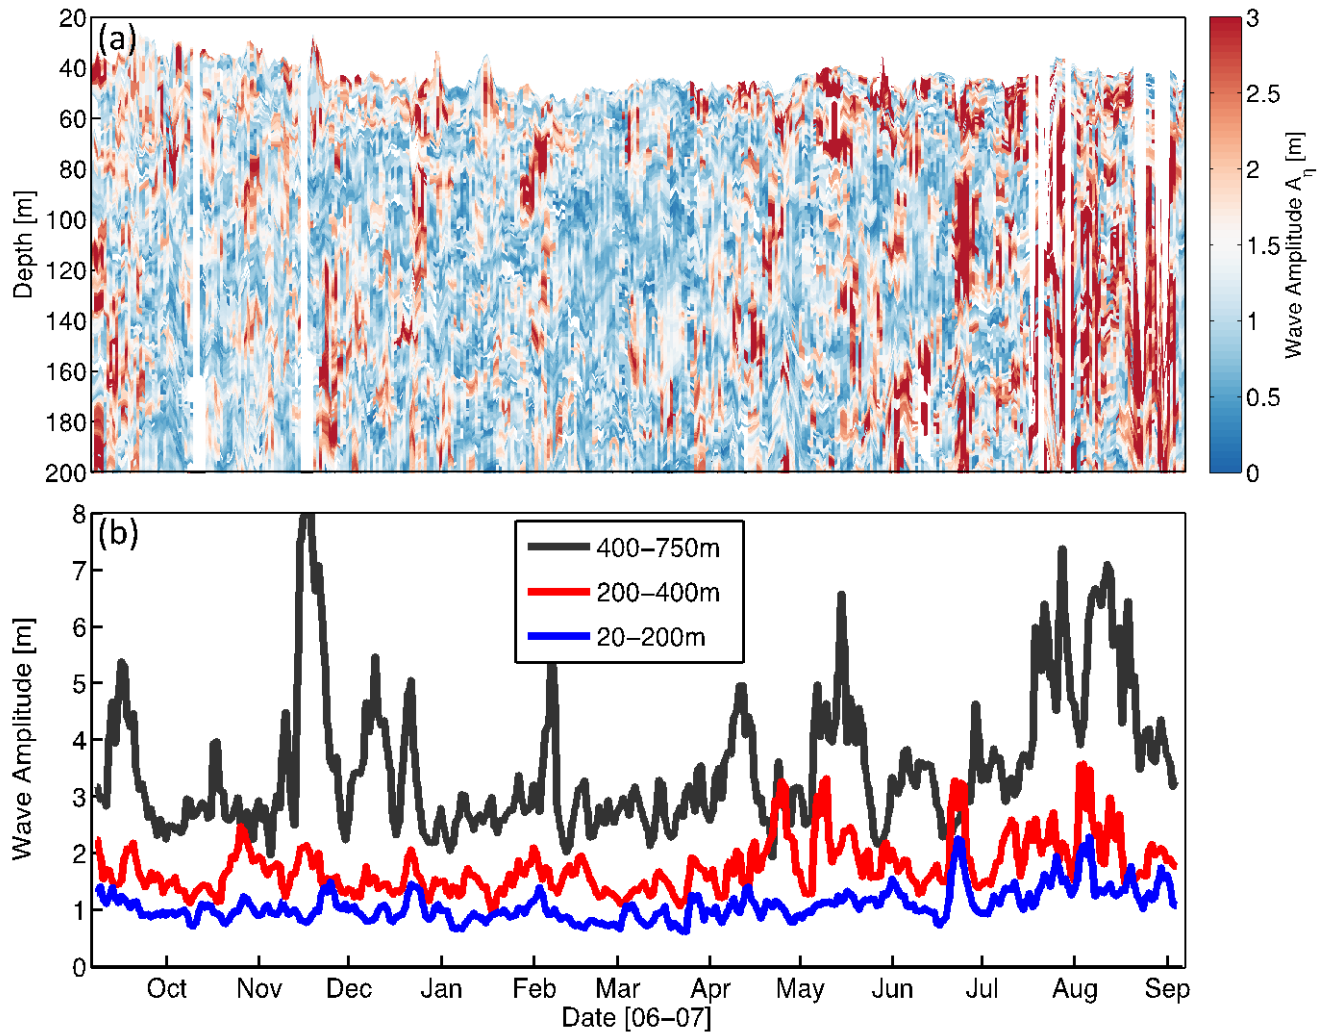 (a)
20
40
60
80
100
120
140
160
180
200
Depth [m]
3
2.5
2
1.5
1
0.5
0
Wave Amplitude Aη [m]
(b)
8
7
6
5
4
3
2
1
0
Wave Amplitude [m]
400−750m
200−400m
20−200m
Oct Nov Dec Jan Feb Mar Apr May Jun Jul Aug Sep
Date [06−07]